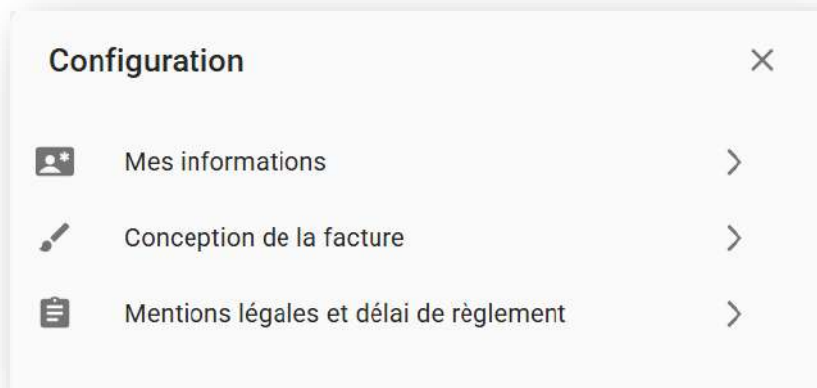 Configuration
Mes informations
Conception de la facture
Mentions légales et délai de règlement